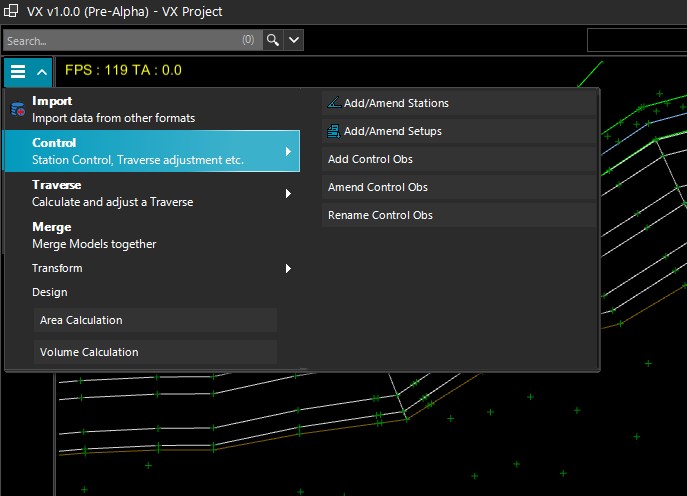 VX v1.0.0 (Pre-Alpha) - VX Project
Search...
(0)
FPS : 119 TA : 0.0
Import
Import data from other formats
Control
Station Control, Traverse adjustment etc.
Traverse
Calculate and adjust a Traverse
Merge
Merge Models together
Transform
Design
Area Calculation
Volume Calculation
Add/Amend Stations
Add/Amend Setups
Add Control Obs
Amend Control Obs
Rename Control Obs